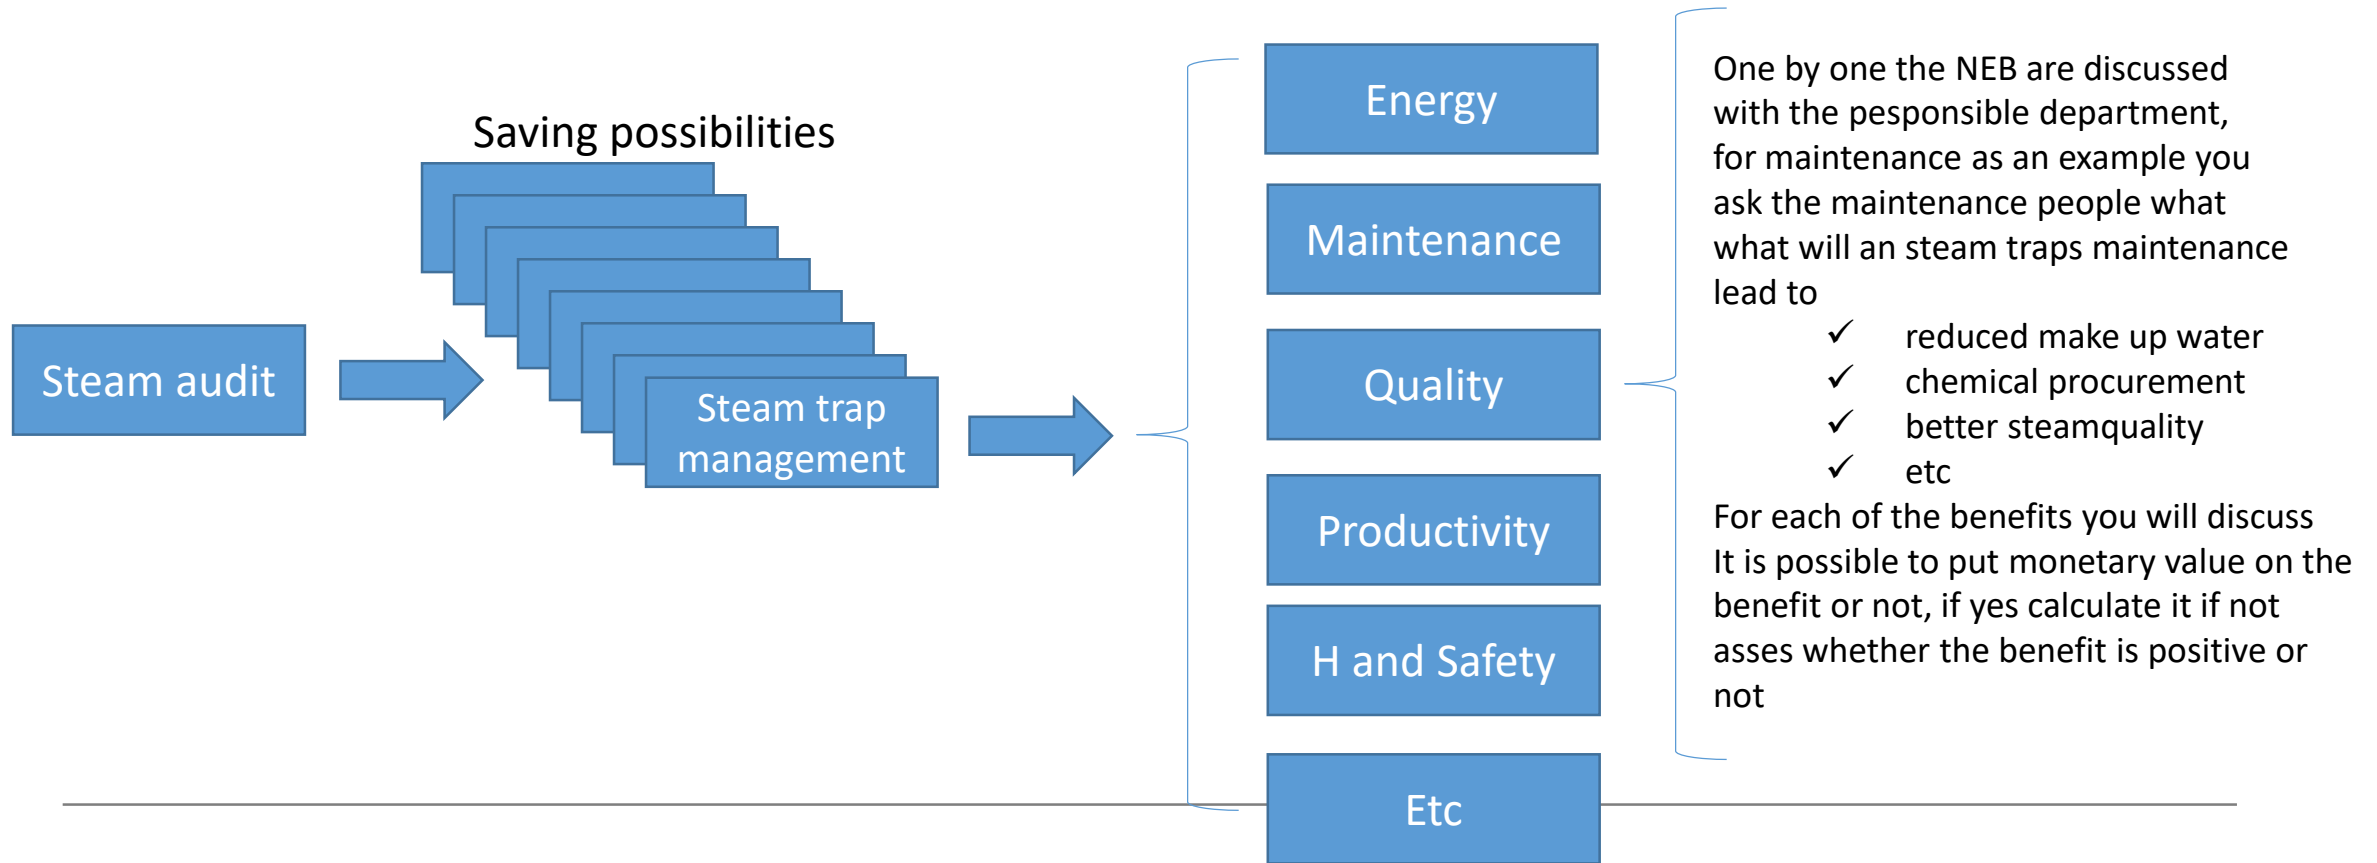 Steam audit
Saving possibilities
Steam trap
management
Energy
Maintenance
Quality
Productivity
H and Safety
Etc
One by one the NEB are discussed
with the pesponsible department,
for maintenance as an example you
ask the maintenance people what
what will an steam traps maintenance
lead to
✓ reduced make up water
✓ chemical procurement
✓ better steamquality
✓ etc
For each of the benefits you will discuss
It is possible to put monetary value on the
benefit or not, if yes calculate it if not
asses whether the benefit is positive or
not